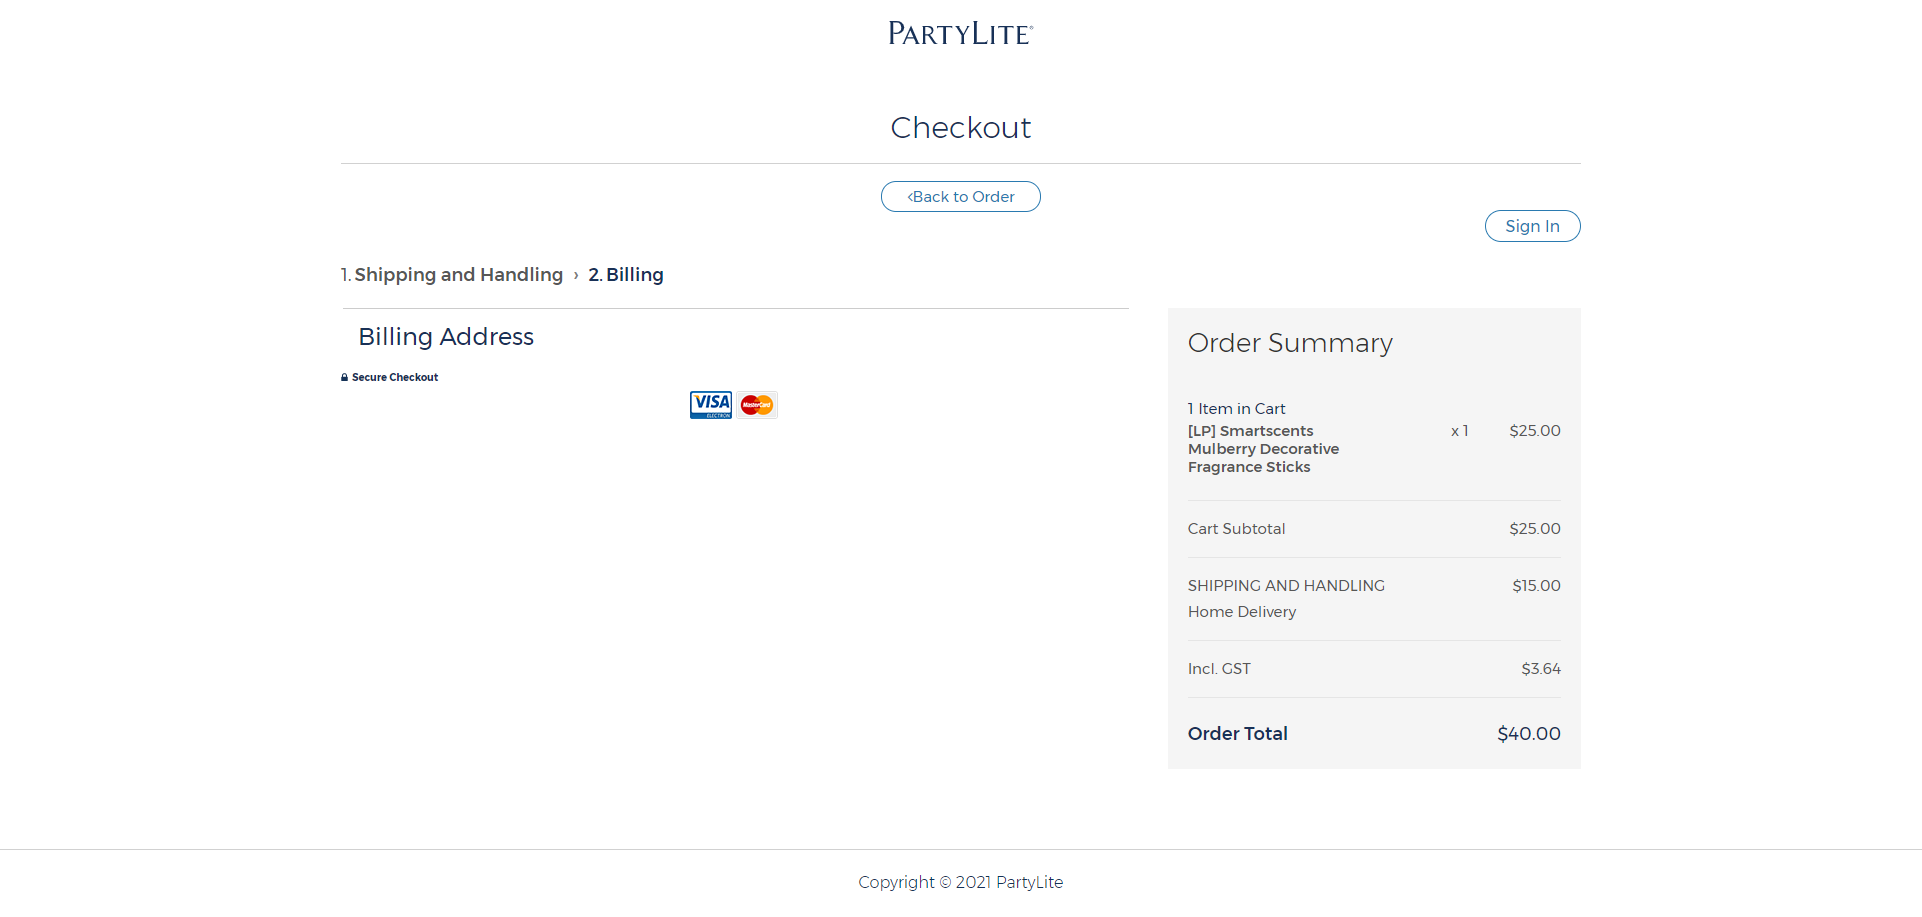 PARTYLITE®
Checkout
‹Back to Order
Sign In
1. Shipping and Handling › 2. Billing
Billing Address
Secure Checkout
VISA
ELECTRON
MasterCard
Order Summary
1 Item in Cart
[LP] Smartscents x 1 $25.00
Mulberry Decorative
Fragrance Sticks
Cart Subtotal $25.00
SHIPPING AND HANDLING $15.00
Home Delivery
Incl. GST $3.64
Order Total $40.00
Copyright © 2021 PartyLite